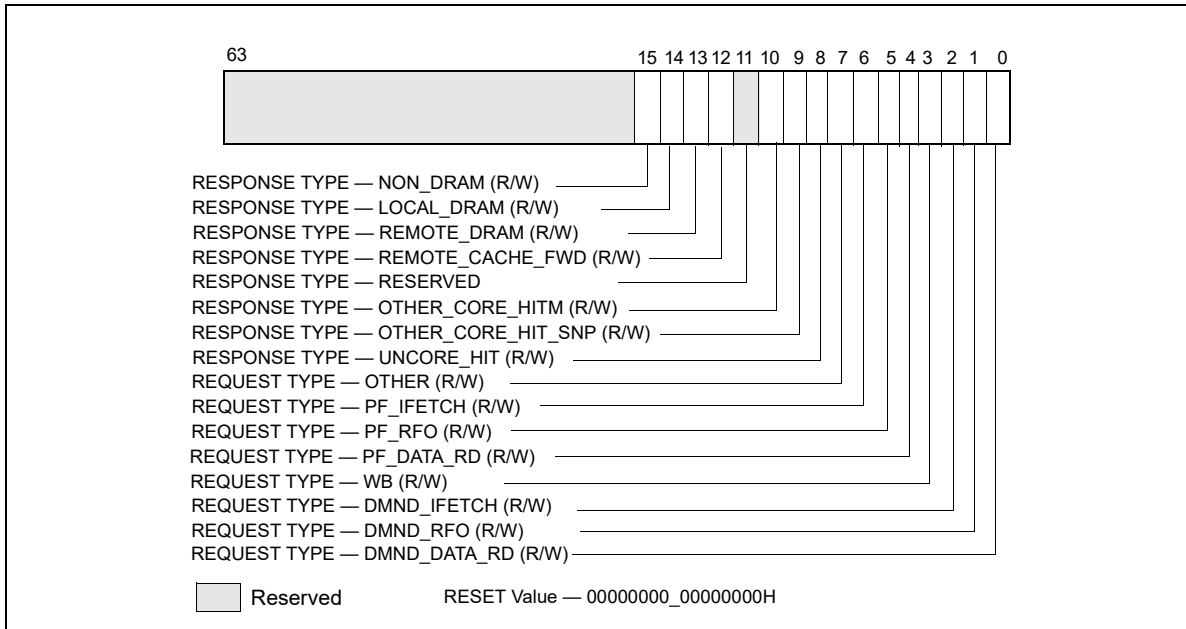 63 15 14 13 12 11 10 9 8 7 6 5 4 3 2 1 0
RESPONSE TYPE — NON_DRAM (R/W)
RESPONSE TYPE — LOCAL_DRAM (R/W)
RESPONSE TYPE — REMOTE_DRAM (R/W)
RESPONSE TYPE — REMOTE_CACHE_FWD (R/W)
RESPONSE TYPE — RESERVED
RESPONSE TYPE — OTHER_CORE_HITM (R/W)
RESPONSE TYPE — OTHER_CORE_HIT_SNP (R/W)
RESPONSE TYPE — UNCORE_HIT (R/W)
REQUEST TYPE — OTHER (R/W)
REQUEST TYPE — PF_IFETCH (R/W)
REQUEST TYPE — PF_RFO (R/W)
REQUEST TYPE — PF_DATA_RD (R/W)
REQUEST TYPE — WB (R/W)
REQUEST TYPE — DMND_IFETCH (R/W)
REQUEST TYPE — DMND_RFO (R/W)
REQUEST TYPE — DMND_DATA_RD (R/W)
Reserved RESET Value — 00000000_00000000H